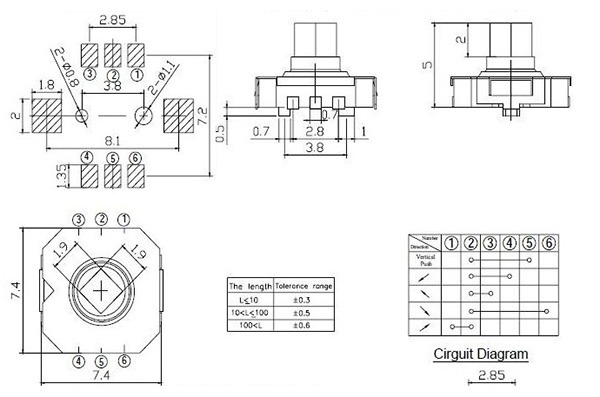 2.85
③ ② ①
2-ø0.8
2-ø1.1
1.8
3.8
2
8.1
7.2
④ ⑤ ⑥
1.35
5
2
0.5
0.7
0.7
2.8
1
3.8
③ ② ①
1.9
1.9
7.4
④ ⑤ ⑥
7.4
The length Tolerance range
L≤10 ±0.3
10<L≤100 ±0.5
100<L ±0.6
Number
Direction
① ② ③ ④ ⑤ ⑥
Vertical
Push
Cirguit Diagram
2.85